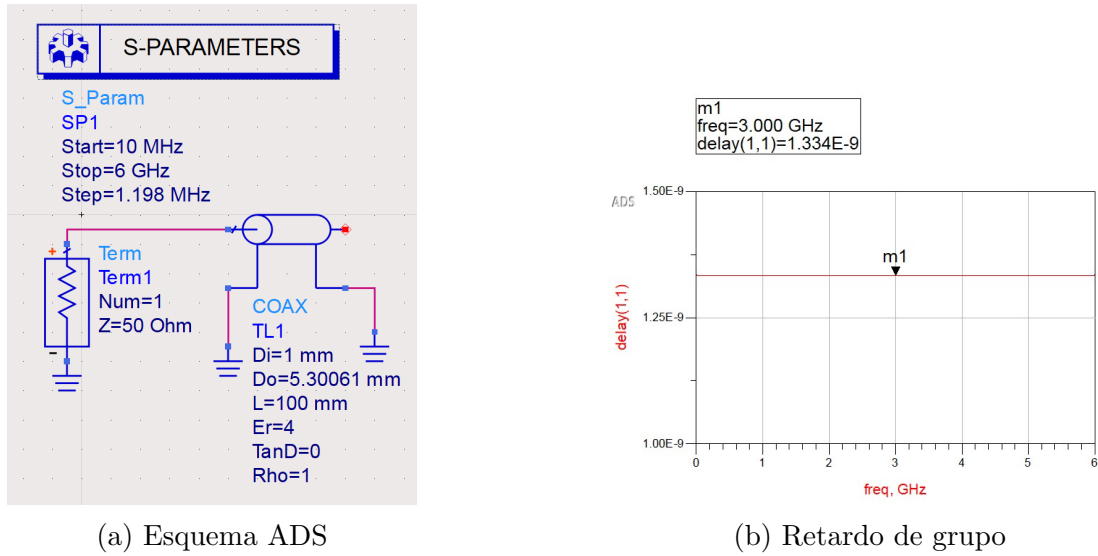 S-PARAMETERS
S_Param
SP1
Start=10 MHz
Stop=6 GHz
Step=1.198 MHz
+
Term
Term1
Num=1
Z=50 Ohm
-
COAX
TL1
Di=1 mm
Do=5.30061 mm
L=100 mm
Er=4
TanD=0
Rho=1
(a) Esquema ADS
m1
freq=3.000 GHz
delay(1,1)=1.334E-9
ADS
1.50E-9
1.25E-9
1.00E-9
delay(1,1)
m1
0 1 2 3 4 5 6
freq, GHz
(b) Retardo de grupo